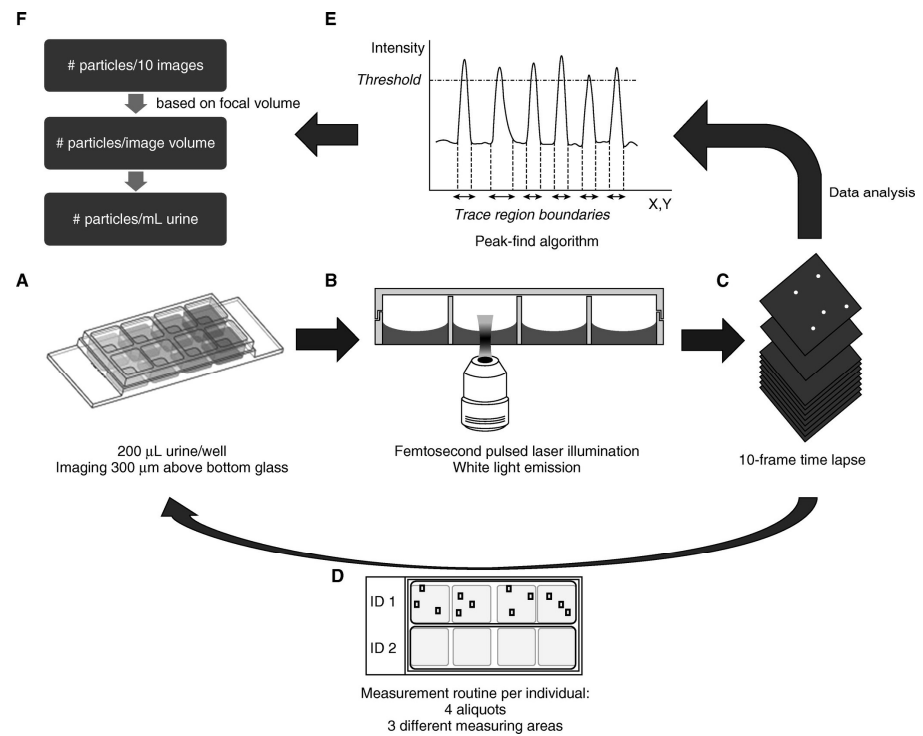 F
# particles/10 images
based on focal volume
# particles/image volume
# particles/mL urine
E
Intensity
Threshold
X,Y
Trace region boundaries
Peak-find algorithm
Data analysis
A
200 μL urine/well
Imaging 300 μm above bottom glass
B
Femtosecond pulsed laser illumination
White light emission
C
10-frame time lapse
D
ID 1
ID 2
Measurement routine per individual:
4 aliquots
3 different measuring areas